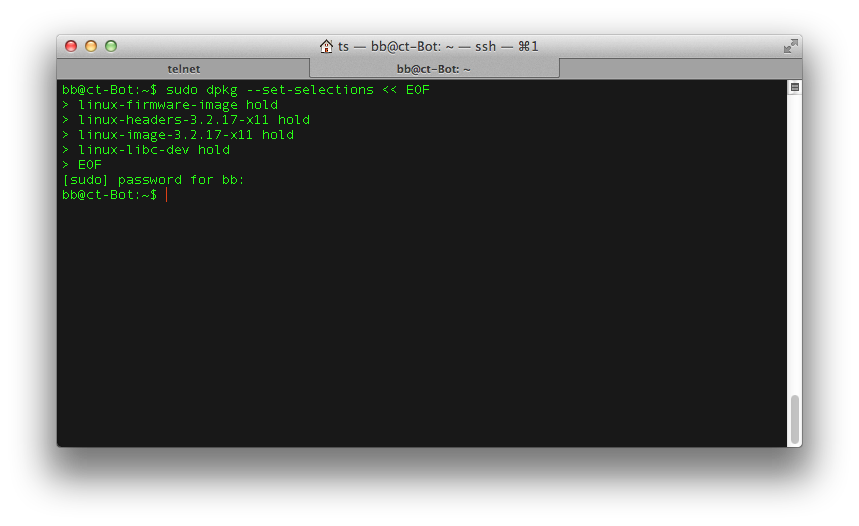 ts — bb@ct-Bot: ~ — ssh — ⌘1
telnet
bb@ct-Bot: ~
bb@ct-Bot:~$ sudo dpkg --set-selections << EOF
> linux-firmware-image hold
> linux-headers-3.2.17-x11 hold
> linux-image-3.2.17-x11 hold
> linux-libc-dev hold
> EOF
[sudo] password for bb:
bb@ct-Bot:~$